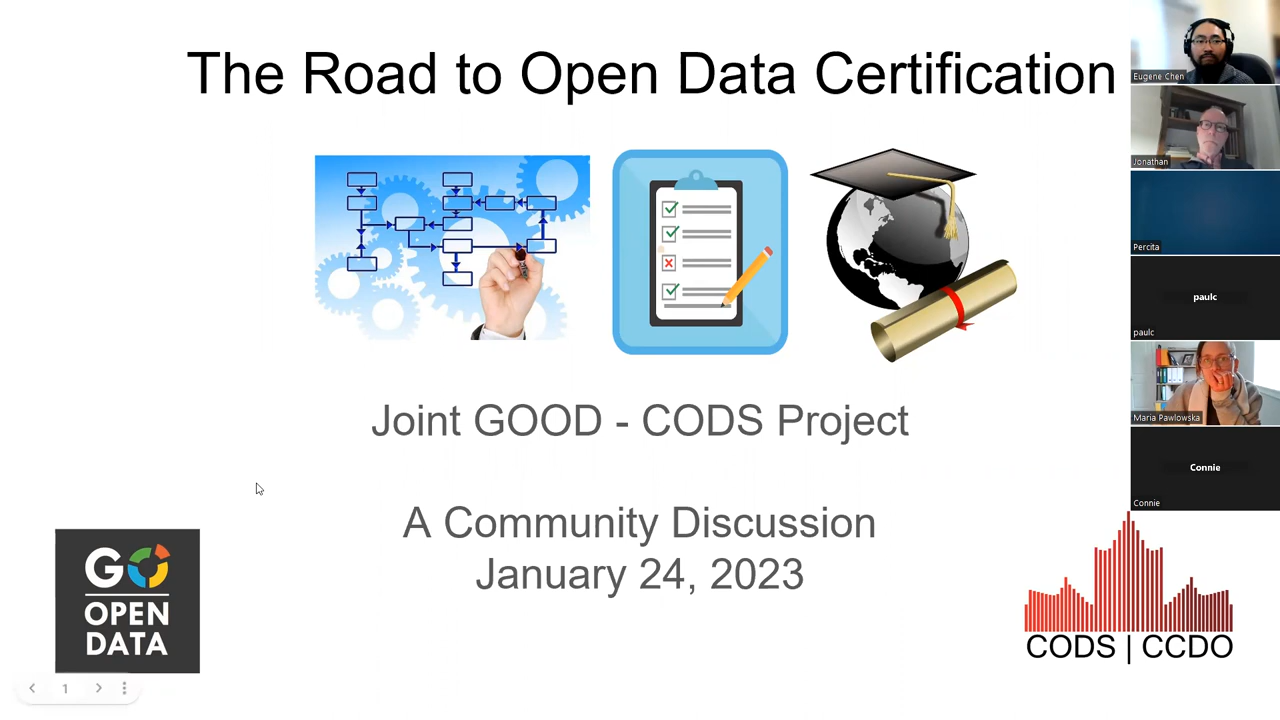 The Road to Open Data Certification
Joint GOOD - CODS Project
A Community Discussion
January 24, 2023
GO
OPEN
DATA
1
CODS | CCDO
Eugene Chen
Jonathan
Percita
paulc
paulc
Maria Pawlowska
Connie
Connie